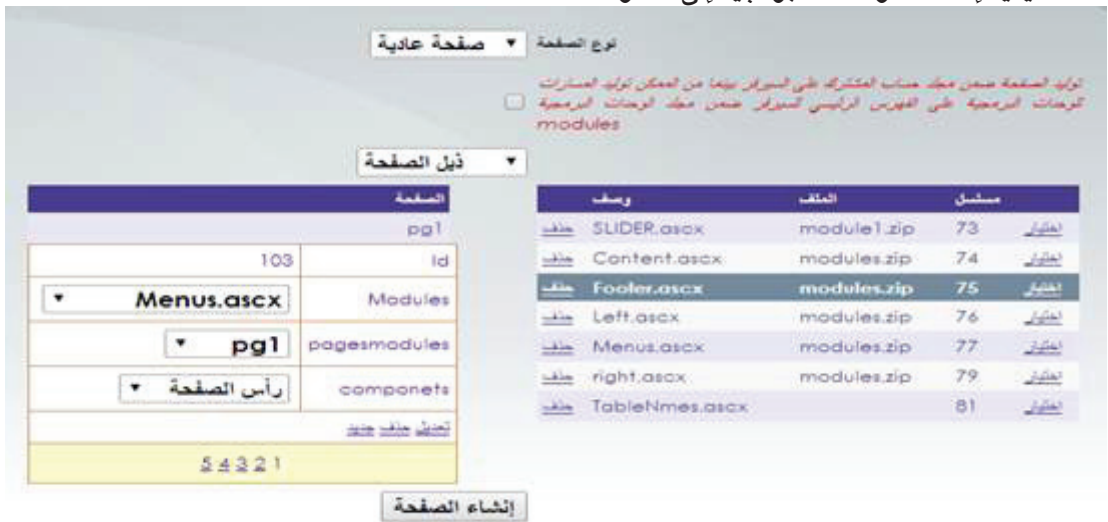 نوع الصفحة صفحة عادية
توليد الصفحة ضمن مجلد حساب المشترك على السيرفر بينما من الممكن توليد المسارات
كوحدات البرمجية على الفهرس الرئيسي للسيرفر ضمن مجلد الوحدات البرمجية
modules
ذيل الصفحة
مسلسل الملف وصف
اختيار 73 module1.zip SLIDER.ascx حذف
اختيار 74 modules.zip Content.ascx حذف
اختيار 75 modules.zip Footer.ascx حذف
اختيار 76 modules.zip Left.ascx حذف
اختيار 77 modules.zip Menus.ascx حذف
اختيار 79 modules.zip right.ascx حذف
اختيار 81 TableNmes.ascx حذف
الصفحة
pg1
Id 103
Modules Menus.ascx
pagesmodules pg1
componets رأس الصفحة
تعديل حذف جديد
1 2 3 4 5
إنشاء الصفحة